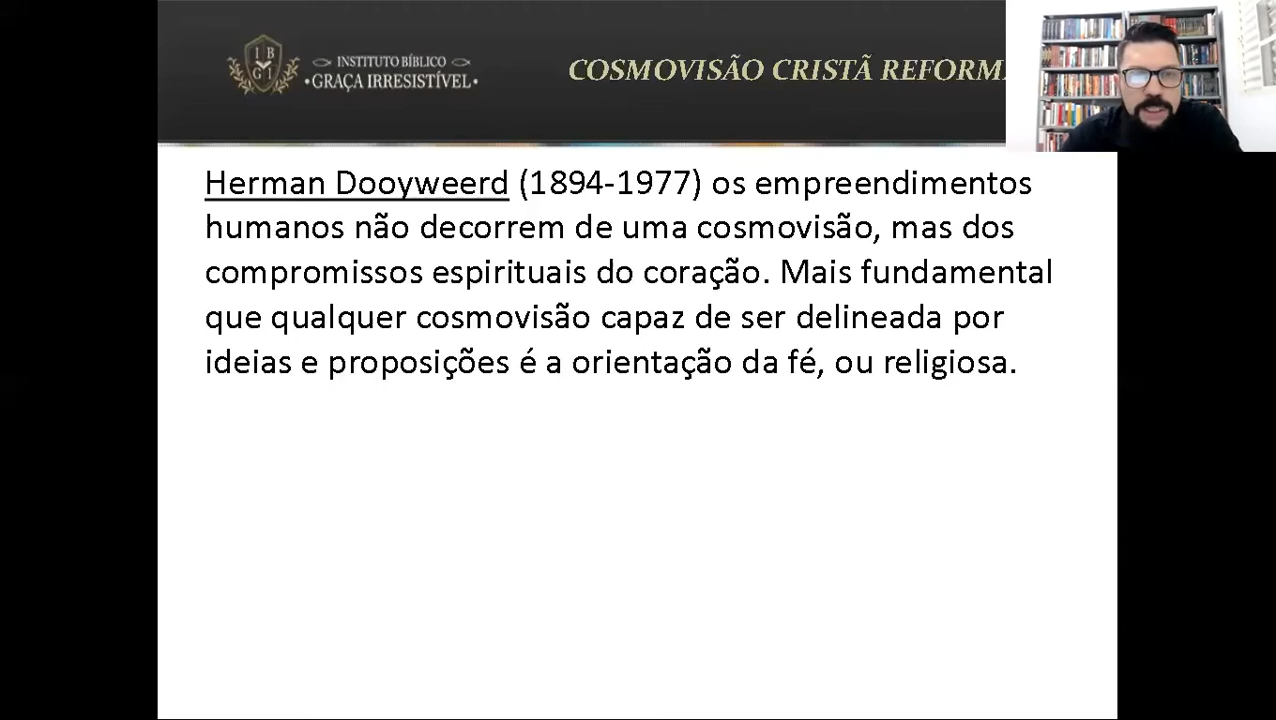 I B
G I
INSTITUTO BÍBLICO
GRAÇA IRRESISTÍVEL
COSMOVISÃO CRISTÃ REFORM
Herman Dooyweerd (1894-1977) os empreendimentos
humanos não decorrem de uma cosmovisão, mas dos
compromissos espirituais do coração. Mais fundamental
que qualquer cosmovisão capaz de ser delineada por
ideias e proposições é a orientação da fé, ou religiosa.